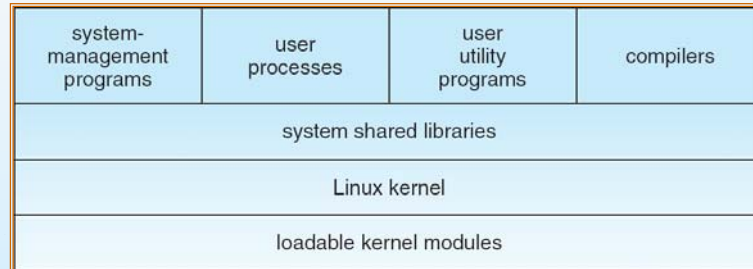 system-
management
programs
user
processes
user
utility
programs
compilers
system shared libraries
Linux kernel
loadable kernel modules